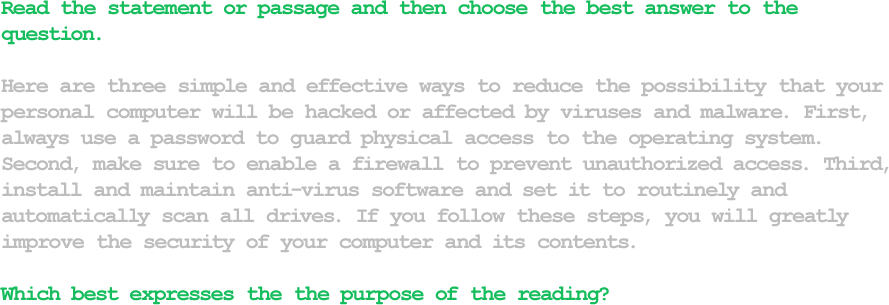 Read the statement or passage and then choose the best answer to the
question.
Here are three simple and effective ways to reduce the possibility that your
personal computer will be hacked or affected by viruses and malware. First,
always use a password to guard physical access to the operating system.
Second, make sure to enable a firewall to prevent unauthorized access. Third,
install and maintain anti-virus software and set it to routinely and
automatically scan all drives. If you follow these steps, you will greatly
improve the security of your computer and its contents.
Which best expresses the the purpose of the reading?